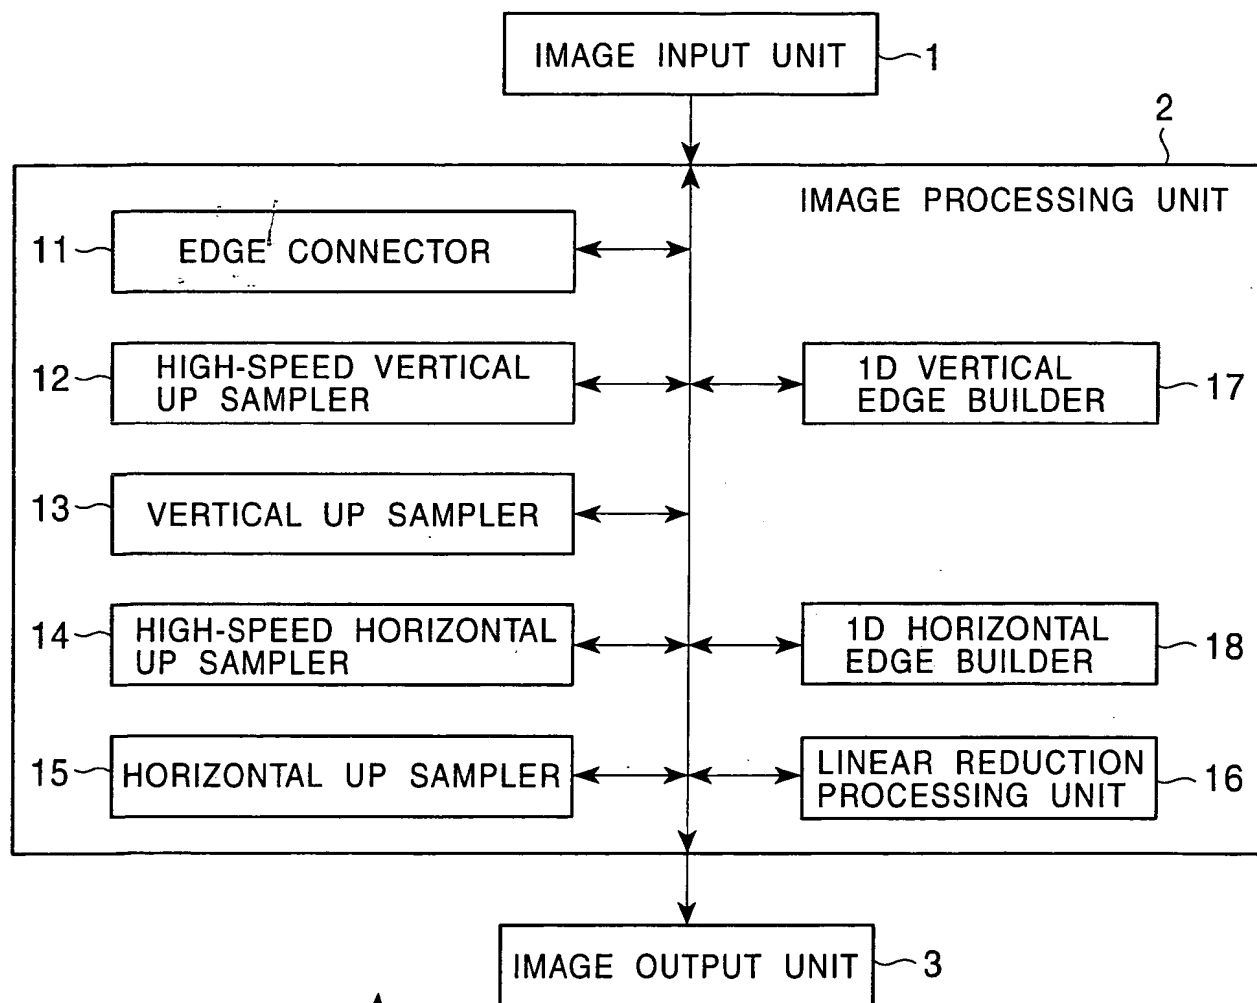 IMAGE INPUT UNIT
1
2
IMAGE PROCESSING UNIT
11
EDGE CONNECTOR
12
HIGH-SPEED VERTICAL
UP SAMPLER
1D VERTICAL
EDGE BUILDER
17
13
VERTICAL UP SAMPLER
14
HIGH-SPEED HORIZONTAL
UP SAMPLER
1D HORIZONTAL
EDGE BUILDER
18
15
HORIZONTAL UP SAMPLER
LINEAR REDUCTION
PROCESSING UNIT
16
IMAGE OUTPUT UNIT
3